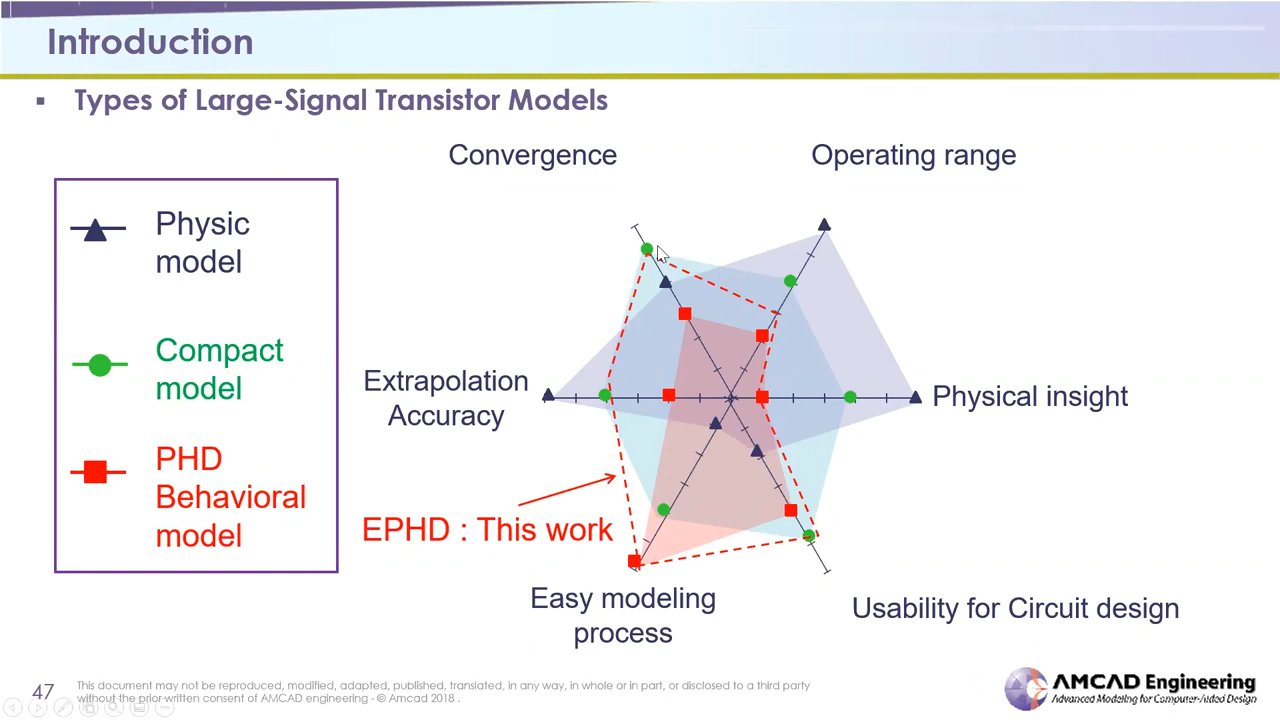 Introduction
▪ Types of Large-Signal Transistor Models
Convergence
Operating range
Physic
model
Compact
model
PHD
Behavioral
model
Extrapolation
Accuracy
Physical insight
EPHD : This work
Easy modeling
process
Usability for Circuit design
47
This document may not be reproduced, modified, adapted, published, translated, in any way, in whole or in part, or disclosed to a third party
without the prior written consent of AMCAD engineering - © Amcad 2018 .
AMCAD Engineering
Advanced Modeling for Computer-Aided Design